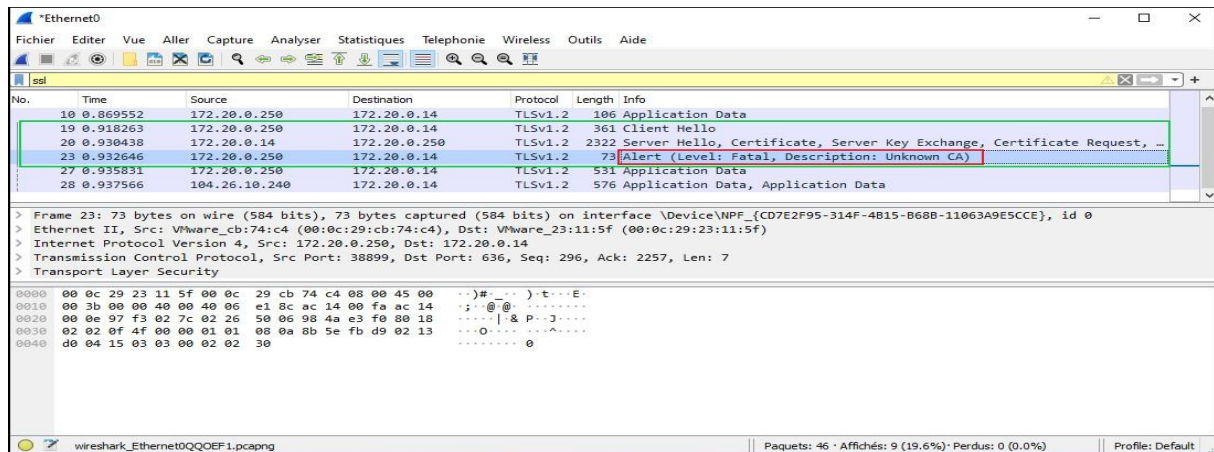 *Ethernet0
Fichier Editer Vue Aller Capture Analyser Statistiques Telephonie Wireless Outils Aide
ssl
No. Time Source Destination Protocol Length Info
10 0.869552 172.20.0.250 172.20.0.14 TLSv1.2 106 Application Data
19 0.918263 172.20.0.250 172.20.0.14 TLSv1.2 361 Client Hello
20 0.930438 172.20.0.14 172.20.0.250 TLSv1.2 2322 Server Hello, Certificate, Server Key Exchange, Certificate Request, …
23 0.932646 172.20.0.250 172.20.0.14 TLSv1.2 73 Alert (Level: Fatal, Description: Unknown CA)
27 0.935831 172.20.0.250 172.20.0.14 TLSv1.2 531 Application Data
28 0.937566 104.26.10.240 172.20.0.14 TLSv1.2 576 Application Data, Application Data
> Frame 23: 73 bytes on wire (584 bits), 73 bytes captured (584 bits) on interface \Device\NPF_{CD7E2F95-314F-4B15-B68B-11063A9E5CCE}, id 0
> Ethernet II, Src: VMware_cb:74:c4 (00:0c:29:cb:74:c4), Dst: VMware_23:11:5f (00:0c:29:23:11:5f)
> Internet Protocol Version 4, Src: 172.20.0.250, Dst: 172.20.0.14
> Transmission Control Protocol, Src Port: 38899, Dst Port: 636, Seq: 296, Ack: 2257, Len: 7
> Transport Layer Security
0000 00 0c 29 23 11 5f 00 0c 29 cb 74 c4 08 00 45 00 ··)#·_·· )·t···E·
0010 00 3b 00 00 40 00 40 06 e1 8c ac 14 00 fa ac 14 ·;··@·@· ········
0020 00 0e 97 f3 02 7c 02 26 50 06 98 4a e3 f0 80 18 ·····|·& P··J····
0030 02 02 0f 4f 00 00 01 01 08 0a 8b 5e fb d9 02 13 ···O···· ···^····
0040 d0 04 15 03 03 00 02 02 30 ········ 0
wireshark_Ethernet0QQOEF1.pcapng Paquets: 46 · Affichés: 9 (19.6%) · Perdus: 0 (0.0%) Profile: Default